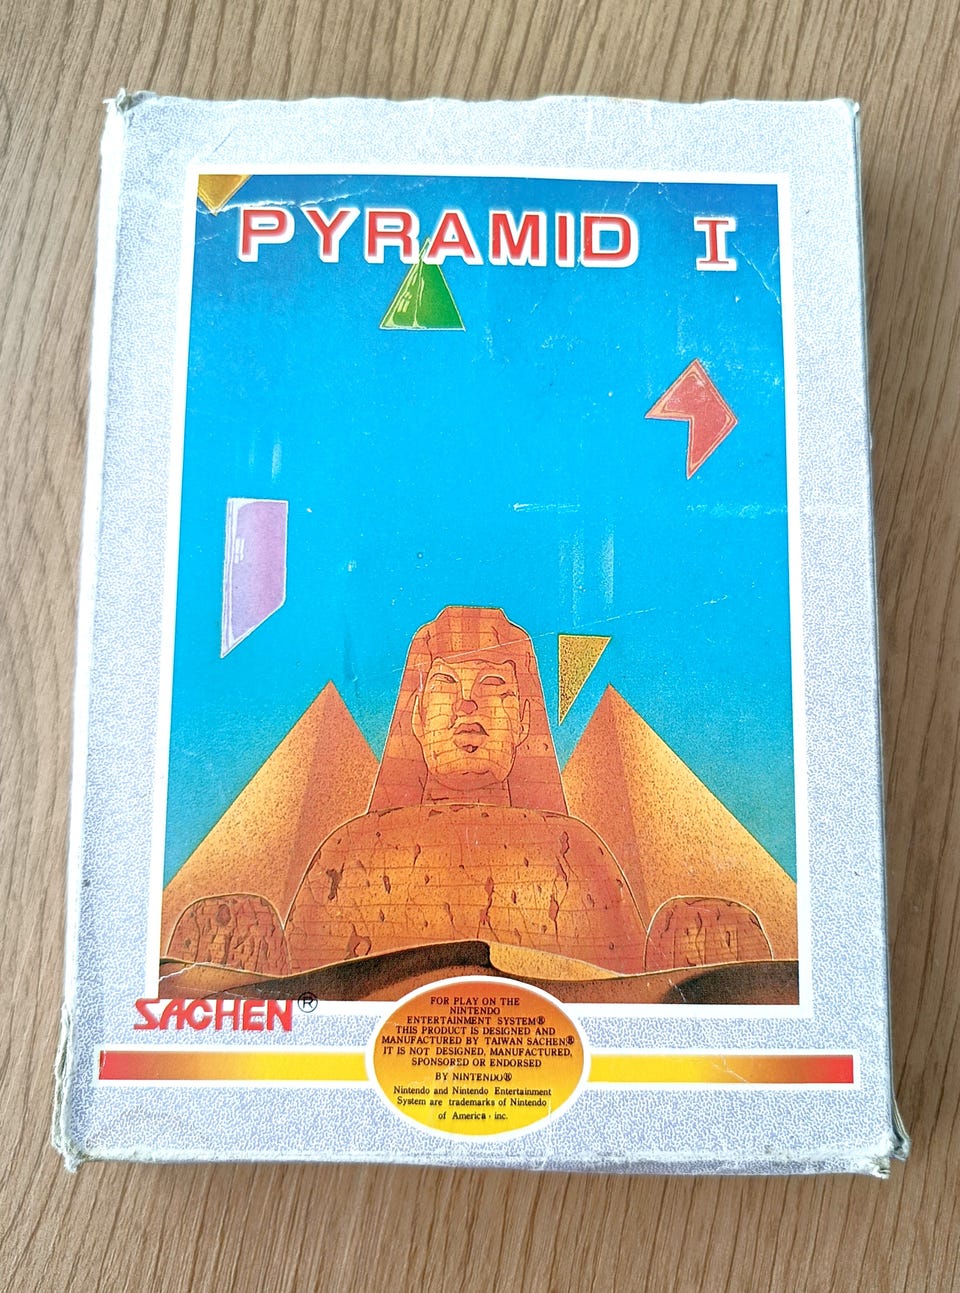 PYRAMID I
SACHEN®
FOR PLAY ON THE
NINTENDO
ENTERTAINMENT SYSTEM®
THIS PRODUCT IS DESIGNED AND
MANUFACTURED BY TAIWAN SACHEN®
IT IS NOT DESIGNED, MANUFACTURED,
SPONSORED OR ENDORSED
BY NINTENDO®
Nintendo and Nintendo Entertainment
System are trademarks of Nintendo
of America · inc.